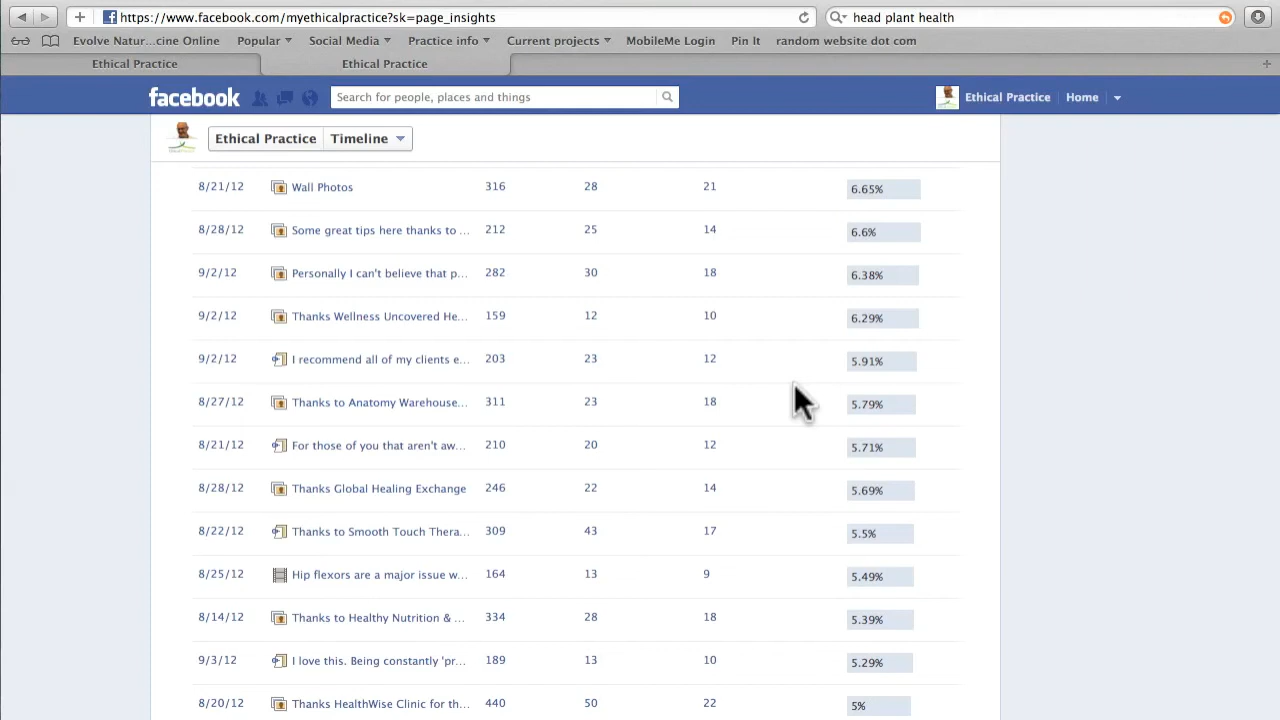 https://www.facebook.com/myethicalpractice?sk=page_insights head plant health
Evolve Natur...cine Online Popular Social Media Practice info Current projects MobileMe Login Pin It random website dot com
Ethical Practice Ethical Practice
facebook Search for people, places and things Ethical Practice Home
Ethical Practice Timeline
8/21/12 Wall Photos 316 28 21 6.65%
8/28/12 Some great tips here thanks to ... 212 25 14 6.6%
9/2/12 Personally I can't believe that p... 282 30 18 6.38%
9/2/12 Thanks Wellness Uncovered He... 159 12 10 6.29%
9/2/12 I recommend all of my clients e... 203 23 12 5.91%
8/27/12 Thanks to Anatomy Warehouse... 311 23 18 5.79%
8/21/12 For those of you that aren't aw... 210 20 12 5.71%
8/28/12 Thanks Global Healing Exchange 246 22 14 5.69%
8/22/12 Thanks to Smooth Touch Thera... 309 43 17 5.5%
8/25/12 Hip flexors are a major issue w... 164 13 9 5.49%
8/14/12 Thanks to Healthy Nutrition & ... 334 28 18 5.39%
9/3/12 I love this. Being constantly 'pr... 189 13 10 5.29%
8/20/12 Thanks HealthWise Clinic for th... 440 50 22 5%